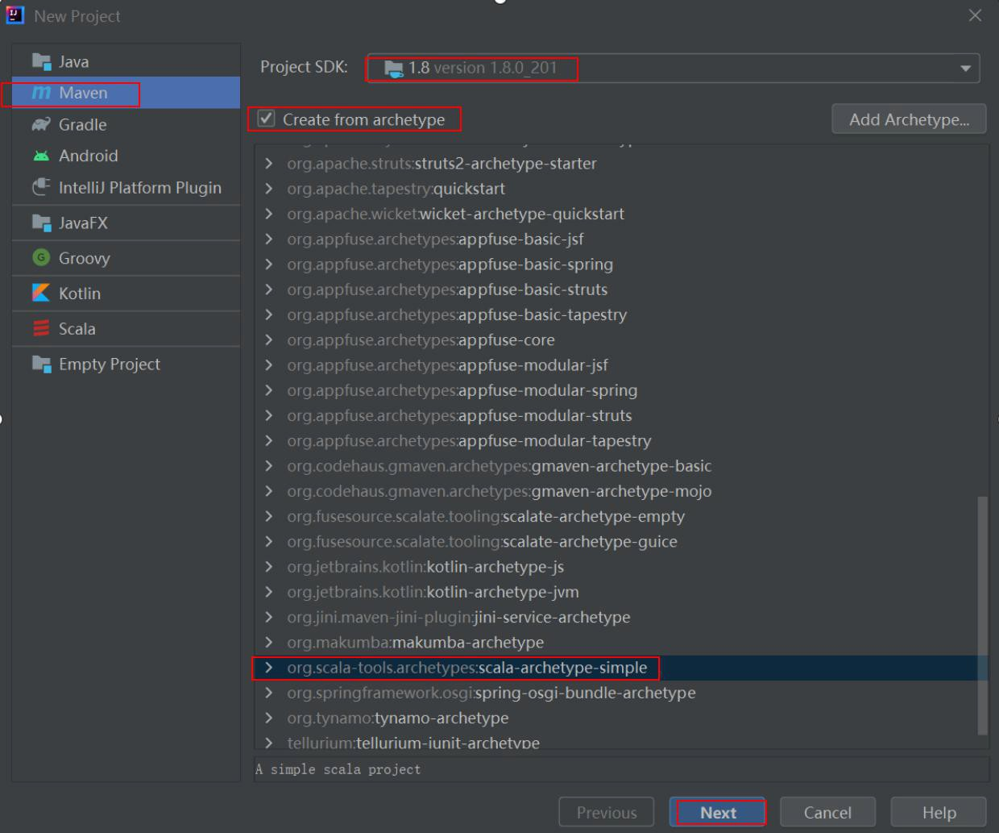 New Project
Java
Maven
Gradle
Android
IntelliJ Platform Plugin
JavaFX
Groovy
Kotlin
Scala
Empty Project
Project SDK: 1.8 version 1.8.0_201
Create from archetype
Add Archetype...
org.apache.struts:struts2-archetype-starter
org.apache.tapestry:quickstart
org.apache.wicket:wicket-archetype-quickstart
org.appfuse.archetypes:appfuse-basic-jsf
org.appfuse.archetypes:appfuse-basic-spring
org.appfuse.archetypes:appfuse-basic-struts
org.appfuse.archetypes:appfuse-basic-tapestry
org.appfuse.archetypes:appfuse-core
org.appfuse.archetypes:appfuse-modular-jsf
org.appfuse.archetypes:appfuse-modular-spring
org.appfuse.archetypes:appfuse-modular-struts
org.appfuse.archetypes:appfuse-modular-tapestry
org.codehaus.gmaven.archetypes:gmaven-archetype-basic
org.codehaus.gmaven.archetypes:gmaven-archetype-mojo
org.fusesource.scalate.tooling:scalate-archetype-empty
org.fusesource.scalate.tooling:scalate-archetype-guice
org.jetbrains.kotlin:kotlin-archetype-js
org.jetbrains.kotlin:kotlin-archetype-jvm
org.jini.maven-jini-plugin:jini-service-archetype
org.makumba:makumba-archetype
org.scala-tools.archetypes:scala-archetype-simple
org.springframework.osgi:spring-osgi-bundle-archetype
org.tynamo:tynamo-archetype
tellurium:tellurium-junit-archetype
A simple scala project
Previous
Next
Cancel
Help